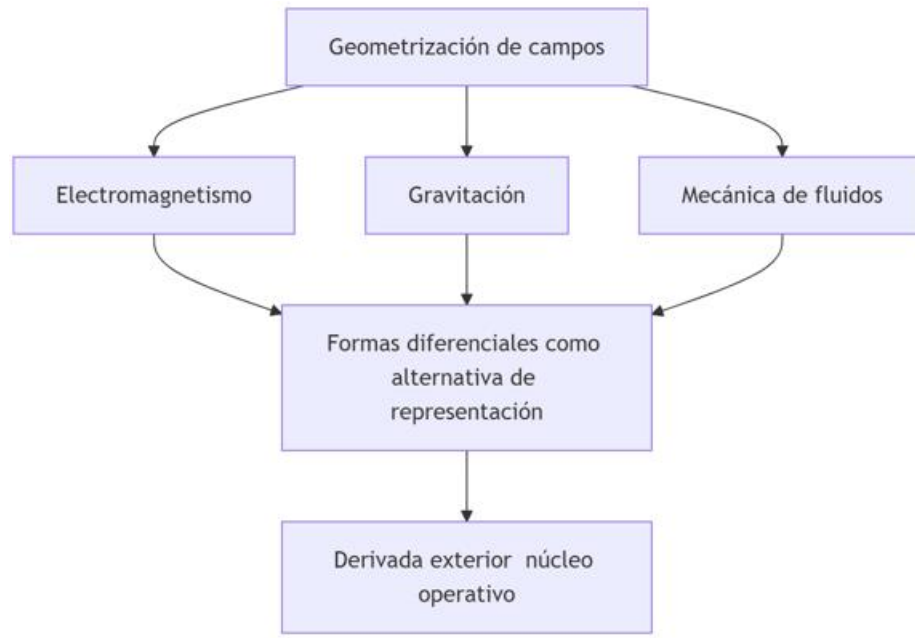 Geometrización de campos
Electromagnetismo
Gravitación
Mecánica de fluidos
Formas diferenciales como
alternativa de
representación
Derivada exterior  núcleo
operativo